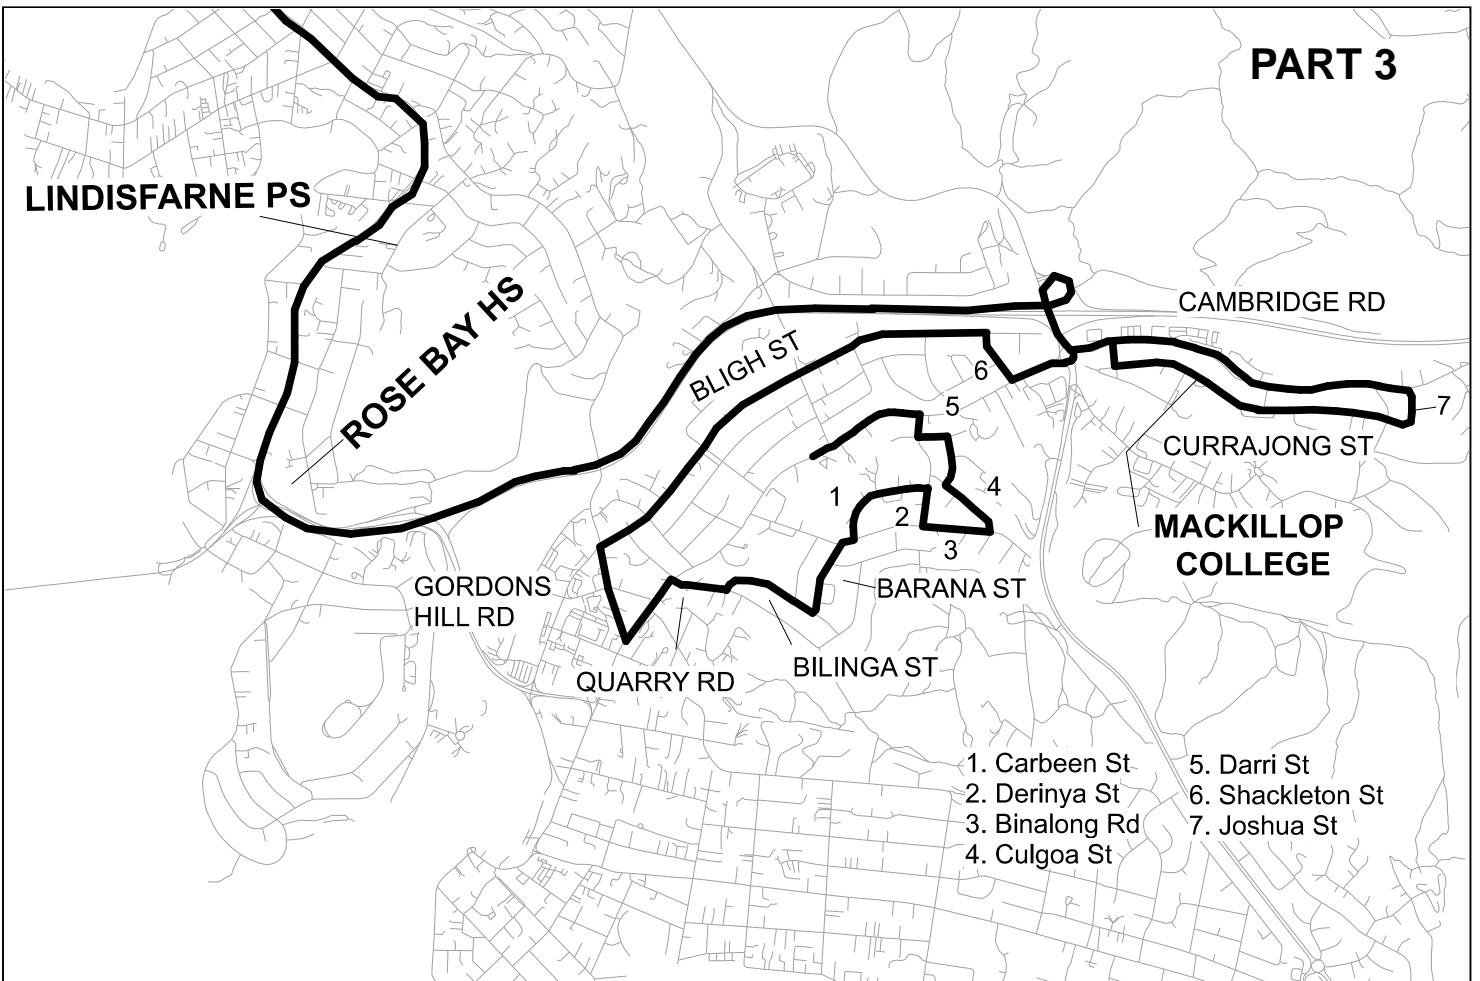 PART 3
LINDISFARNE PS
ROSE BAY HS
CAMBRIDGE RD
BLIGH ST
6
5
7
CURRAJONG ST
1
4
2
3
MACKILLOP
COLLEGE
GORDONS
HILL RD
BARANA ST
BILINGA ST
QUARRY RD
1. Carbeen St
2. Derinya St
3. Binalong Rd
4. Culgoa St
5. Darri St
6. Shackleton St
7. Joshua St